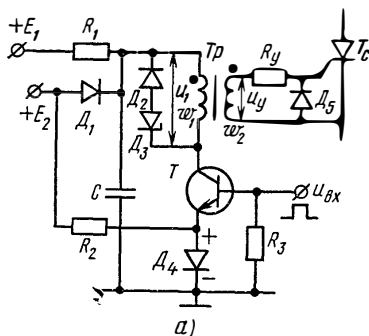 +E₁
R₁
Tp
Rу
Tс
+E₂
Д₁
Д₂
u₁
w₁
uу
w₂
Д₅
Д₃
T
C
uвх
R₂
+
Д₄
−
R₃
а)